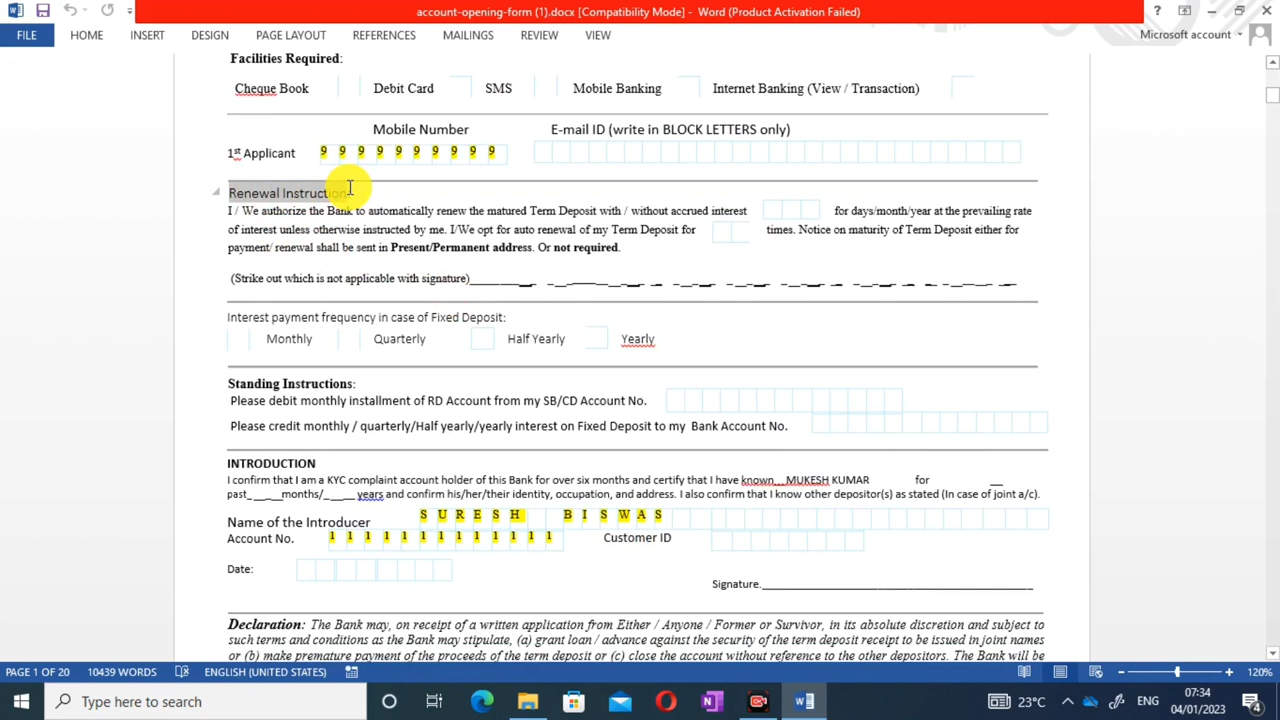 account-opening-form (1).docx [Compatibility Mode] - Word (Product Activation Failed)
FILE HOME INSERT DESIGN PAGE LAYOUT REFERENCES MAILINGS REVIEW VIEW Microsoft account
Facilities Required:
Cheque Book Debit Card SMS Mobile Banking Internet Banking (View / Transaction)
Mobile Number E-mail ID (write in BLOCK LETTERS only)
1st Applicant 9 9 9 9 9 9 9 9 9 9
Renewal Instruction:
I / We authorize the Bank to automatically renew the matured Term Deposit with / without accrued interest for days/month/year at the prevailing rate
of interest unless otherwise instructed by me. I/We opt for auto renewal of my Term Deposit for times. Notice on maturity of Term Deposit either for
payment/ renewal shall be sent in Present/Permanent address. Or not required.
(Strike out which is not applicable with signature)
Interest payment frequency in case of Fixed Deposit:
Monthly Quarterly Half Yearly Yearly
Standing Instructions:
Please debit monthly installment of RD Account from my SB/CD Account No.
Please credit monthly / quarterly/Half yearly/yearly interest on Fixed Deposit to my Bank Account No.
INTRODUCTION
I confirm that I am a KYC complaint account holder of this Bank for over six months and certify that I have known__.MUKESH KUMAR for __
past_ _ __months/_ ___ years and confirm his/her/their identity, occupation, and address. I also confirm that I know other depositor(s) as stated (In case of joint a/c).
Name of the Introducer S U R E S H B I S W A S
Account No. 1 1 1 1 1 1 1 1 1 1 1 1 1 Customer ID
Date:
Signature.
Declaration: The Bank may, on receipt of a written application from Either / Anyone / Former or Survivor, in its absolute discretion and subject to
such terms and conditions as the Bank may stipulate, (a) grant loan / advance against the security of the term deposit receipt to be issued in joint names
or (b) make premature payment of the proceeds of the term deposit or (c) close the account without reference to the other depositors. The Bank will be
PAGE 1 OF 20 10439 WORDS ENGLISH (UNITED STATES) 120%
Type here to search 23°C ENG 07:34
04/01/2023 4